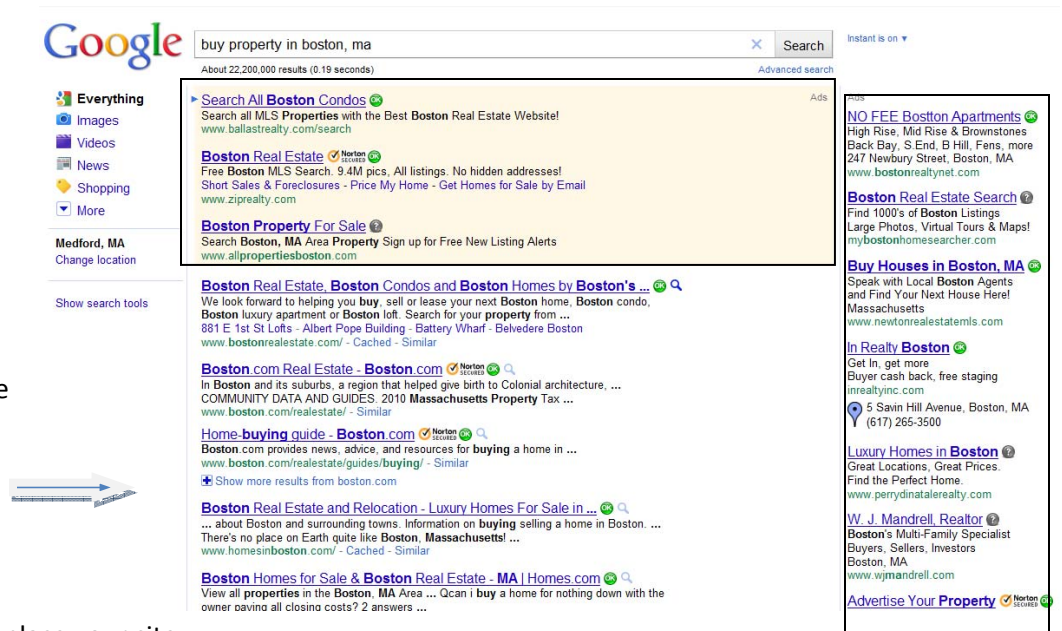 Google
buy property in boston, ma
× Search
Instant is on ▼
About 22,200,000 results (0.19 seconds)
Advanced search
Everything
Images
Videos
News
Shopping
More
Medford, MA
Change location
Show search tools
e
Ads
Search All Boston Condos OK
Search all MLS Properties with the Best Boston Real Estate Website!
www.ballastrealty.com/search
Boston Real Estate Norton SECURED OK
Free Boston MLS Search. 9.4M pics, All listings. No hidden addresses!
Short Sales & Foreclosures - Price My Home - Get Homes for Sale by Email
www.ziprealty.com
Boston Property For Sale ?
Search Boston, MA Area Property Sign up for Free New Listing Alerts
www.allpropertiesboston.com
Boston Real Estate, Boston Condos and Boston Homes by Boston's ... OK
We look forward to helping you buy, sell or lease your next Boston home, Boston condo,
Boston luxury apartment or Boston loft. Search for your property from ...
881 E 1st St Lofts - Albert Pope Building - Battery Wharf - Belvedere Boston
www.bostonrealestate.com/ - Cached - Similar
Boston.com Real Estate - Boston.com Norton SECURED OK
In Boston and its suburbs, a region that helped give birth to Colonial architecture, ...
COMMUNITY DATA AND GUIDES. 2010 Massachusetts Property Tax ...
www.boston.com/realestate/ - Similar
Home-buying guide - Boston.com Norton SECURED OK
Boston.com provides news, advice, and resources for buying a home in ...
www.boston.com/realestate/guides/buying/ - Similar
Show more results from boston.com
Boston Real Estate and Relocation - Luxury Homes For Sale in ... OK
... about Boston and surrounding towns. Information on buying selling a home in Boston. ...
There's no place on Earth quite like Boston, Massachusetts! ...
www.homesinboston.com/ - Cached - Similar
Boston Homes for Sale & Boston Real Estate - MA | Homes.com OK
View all properties in the Boston, MA Area ... Qcan i buy a home for nothing down with the
owner paying all closing costs? 2 answers ...
Ads
NO FEE Bostton Apartments OK
High Rise, Mid Rise & Brownstones
Back Bay, S.End, B Hill, Fens, more
247 Newbury Street, Boston, MA
www.bostonrealtynet.com
Boston Real Estate Search ?
Find 1000's of Boston Listings
Large Photos, Virtual Tours & Maps!
mybostonhomesearcher.com
Buy Houses in Boston, MA OK
Speak with Local Boston Agents
and Find Your Next House Here!
Massachusetts
www.newtonrealestatemls.com
In Realty Boston OK
Get In, get more
Buyer cash back, free staging
inrealtyinc.com
5 Savin Hill Avenue, Boston, MA
(617) 265-3500
Luxury Homes in Boston ?
Great Locations, Great Prices.
Find the Perfect Home.
www.perrydinatalerealty.com
W. J. Mandrell, Realtor ?
Boston's Multi-Family Specialist
Buyers, Sellers, Investors
Boston, MA
www.wjmandrell.com
Advertise Your Property Norton SECURED OK